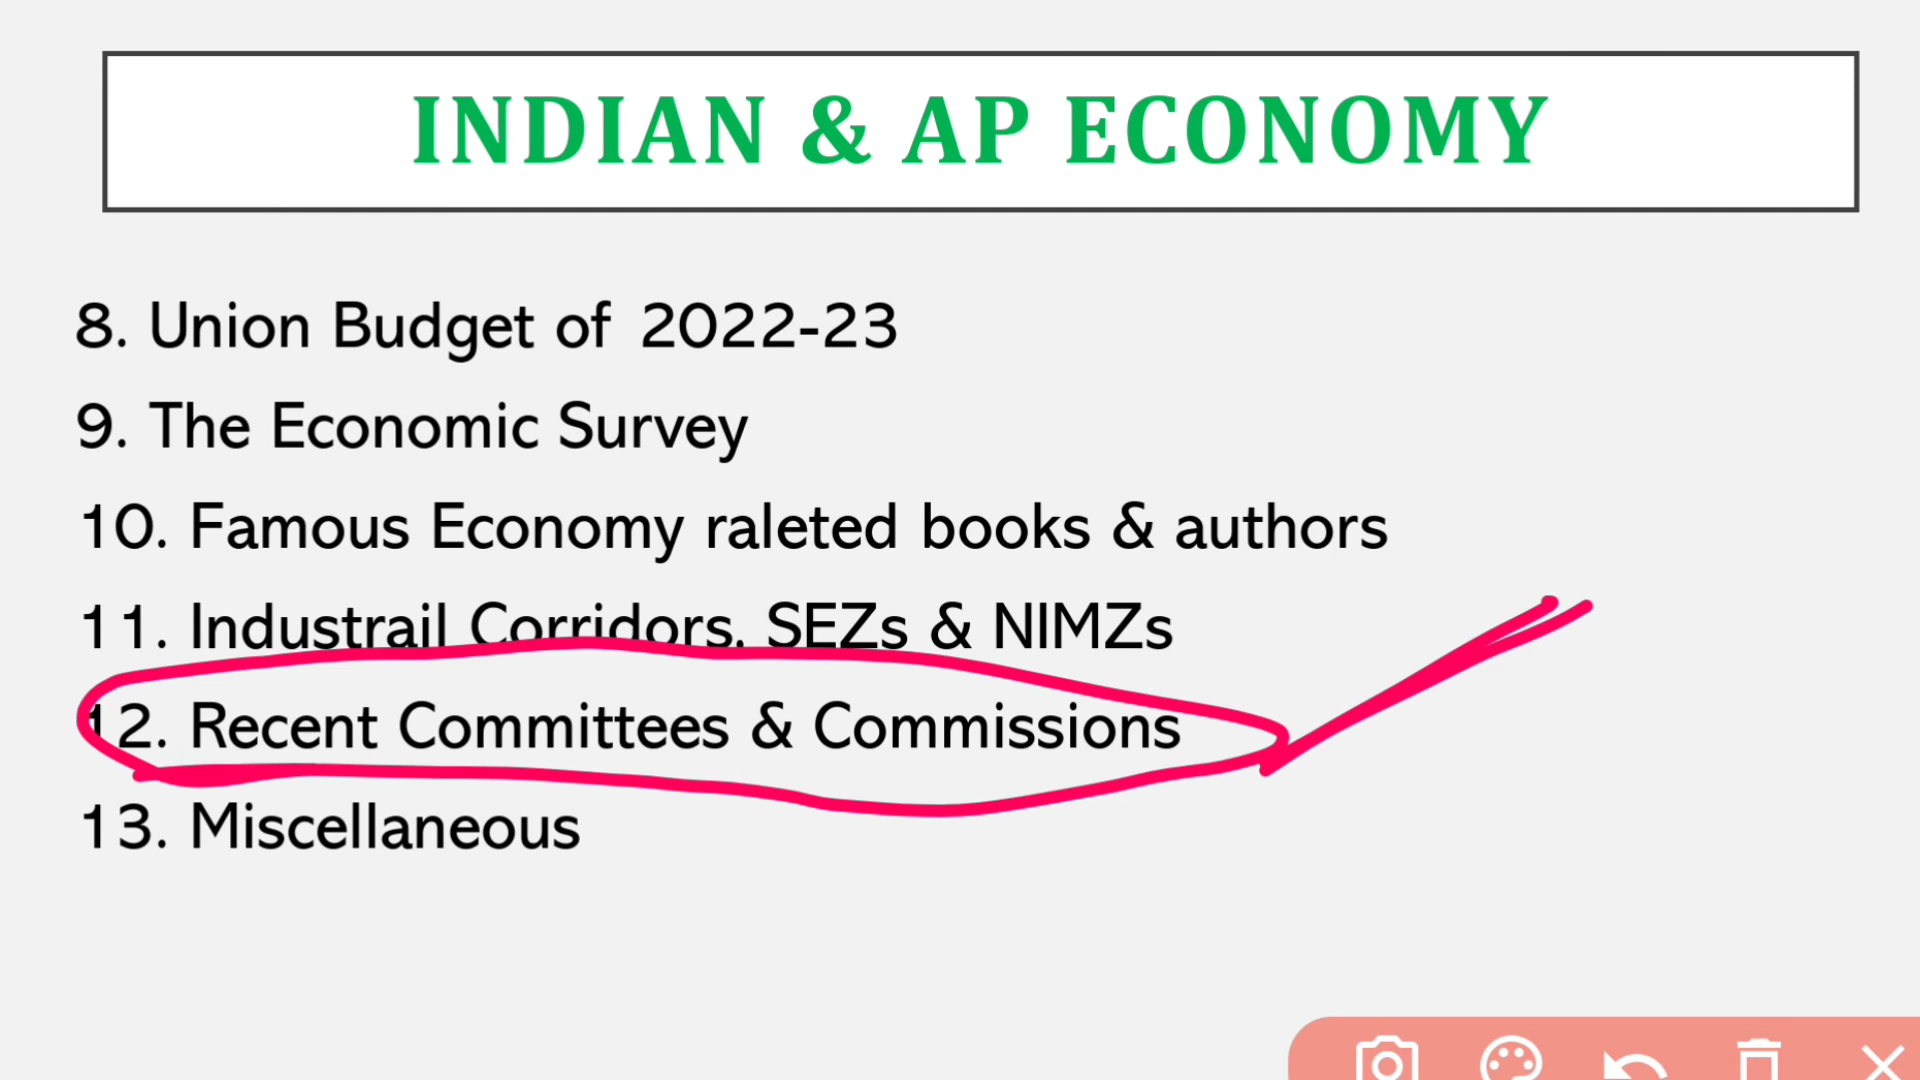 INDIAN & AP ECONOMY
8. Union Budget of 2022-23
9. The Economic Survey
10. Famous Economy raleted books & authors
11. Industrail Corridors, SEZs & NIMZs
12. Recent Committees & Commissions
13. Miscellaneous